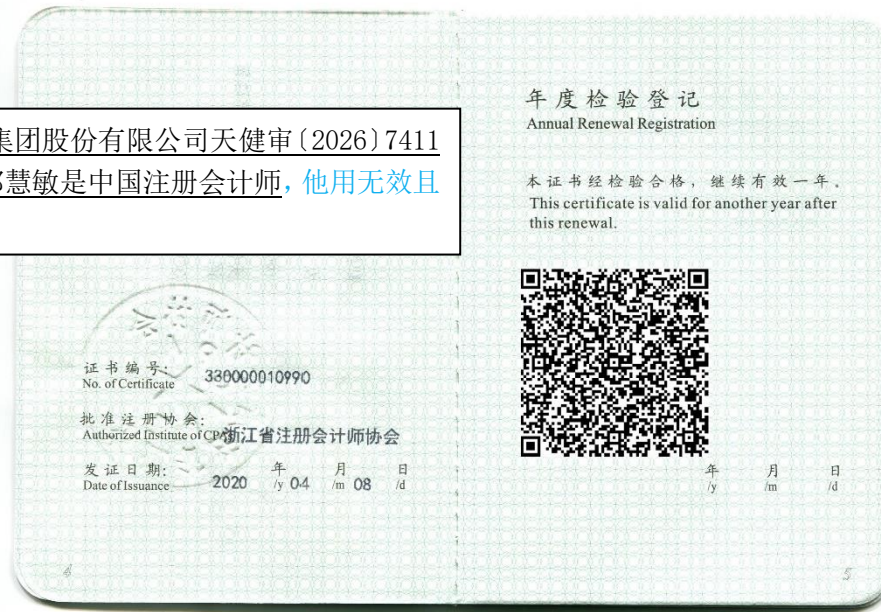 集团股份有限公司天健审〔2026〕7411
慧敏是中国注册会计师，他用无效且
证书编号:
No. of Certificate
330000010990
批准注册协会:
Authorized Institute of CPAs
浙江省注册会计师协会
发证日期:
Date of Issuance
2020 年 04 月 08 日
/y /m /d
4
年度检验登记
Annual Renewal Registration
本证书经检验合格，继续有效一年。
This certificate is valid for another year after
this renewal.
年 月 日
/y /m /d
5